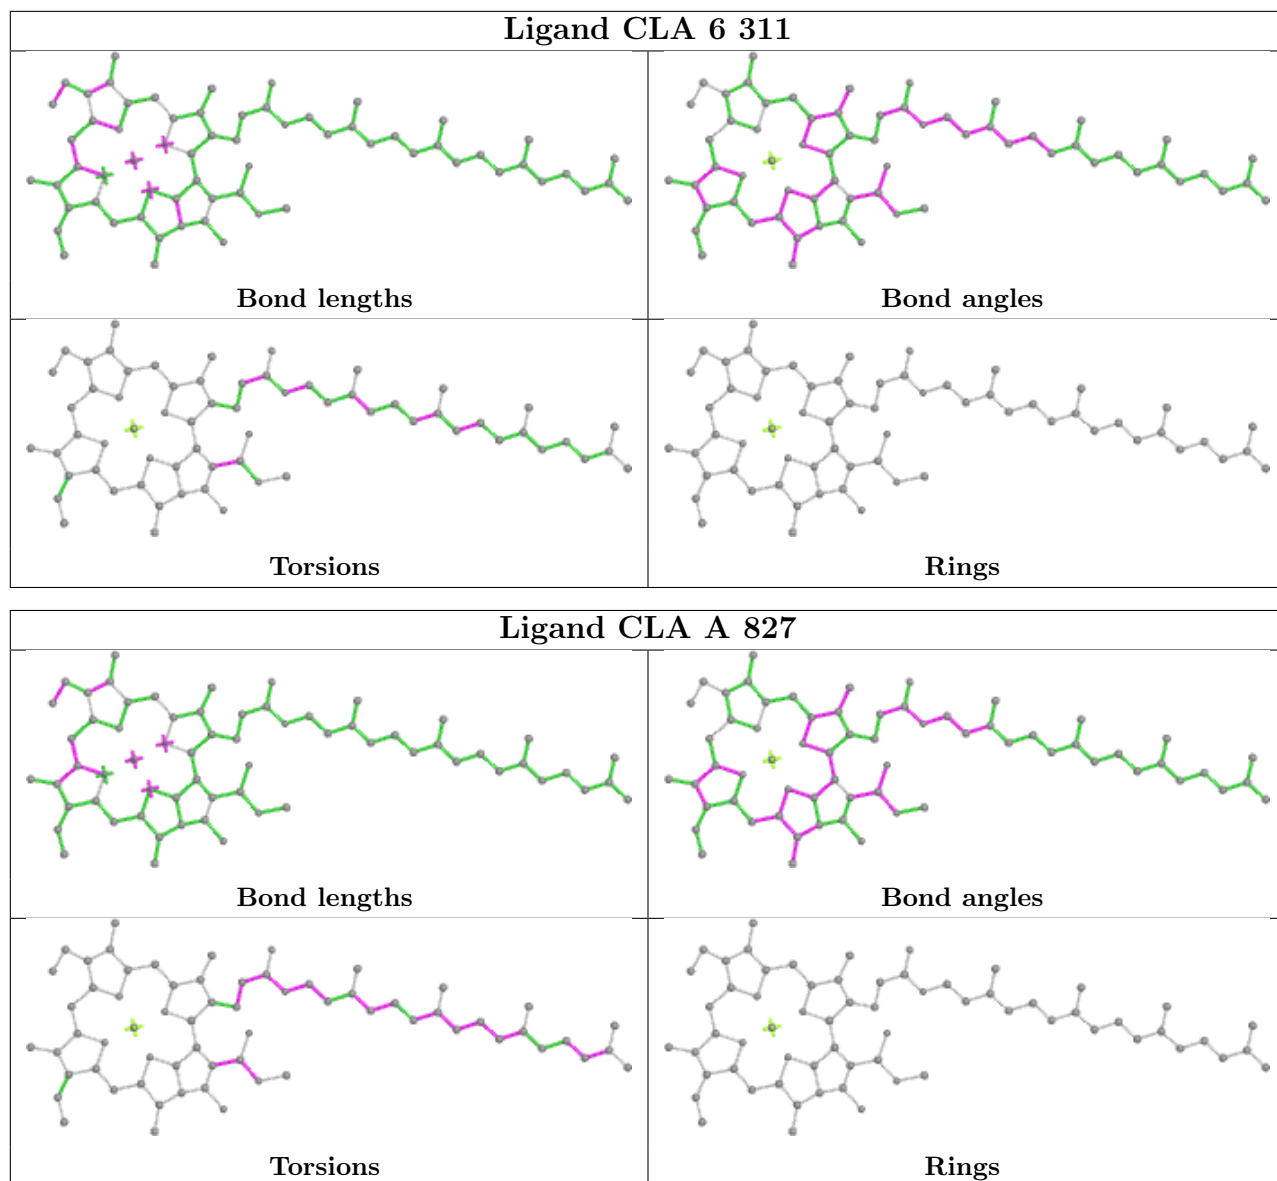 Ligand CLA 6 311
Bond lengths
Bond angles
Torsions
Rings
Ligand CLA A 827
Bond lengths
Bond angles
Torsions
Rings